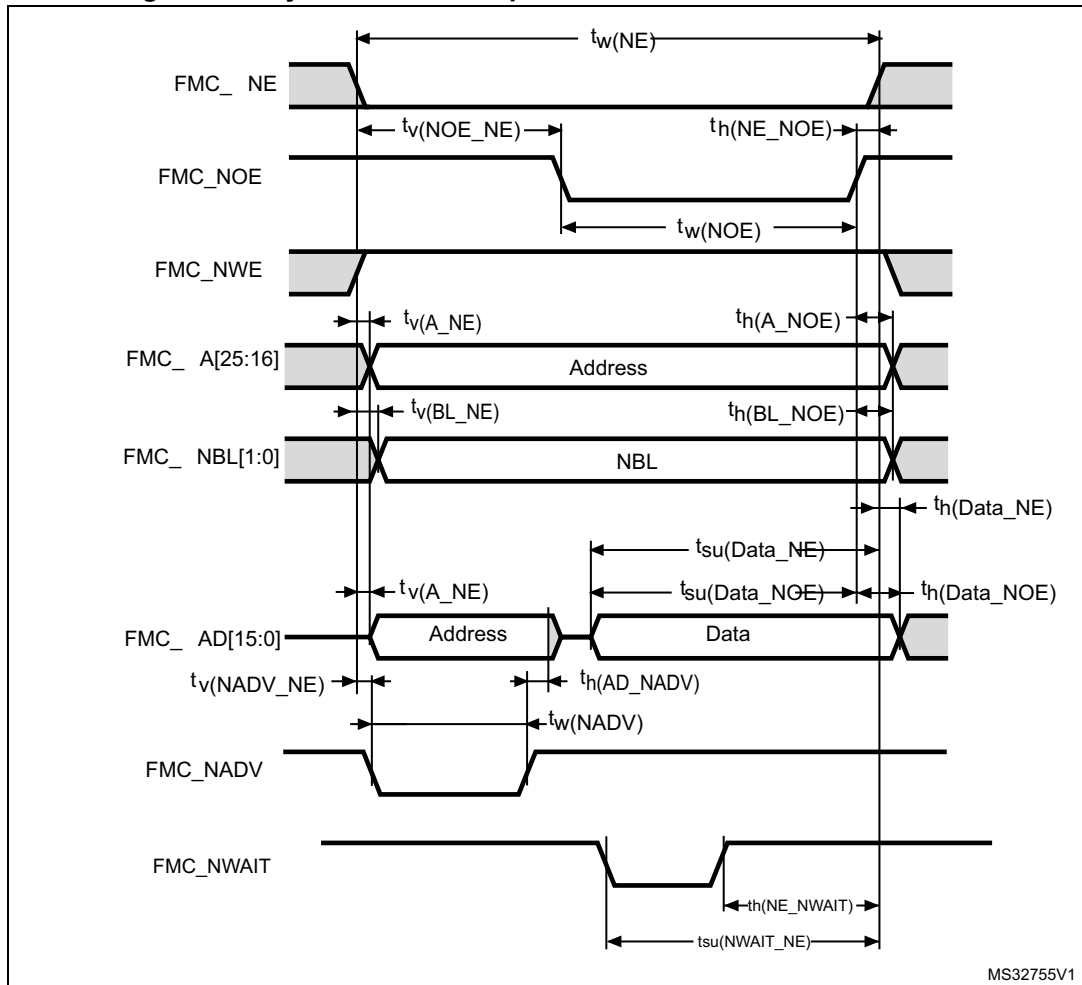 tw(NE)
FMC_ NE
tv(NOE_NE)
th(NE_NOE)
FMC_NOE
tw(NOE)
FMC_NWE
tv(A_NE)
th(A_NOE)
FMC_ A[25:16]
Address
tv(BL_NE)
th(BL_NOE)
FMC_ NBL[1:0]
NBL
th(Data_NE)
tsu(Data_NE)
tv(A_NE)
tsu(Data_NOE)
th(Data_NOE)
FMC_ AD[15:0]
Address
Data
tv(NADV_NE)
th(AD_NADV)
tw(NADV)
FMC_NADV
FMC_NWAIT
th(NE_NWAIT)
tsu(NWAIT_NE)
MS32755V1